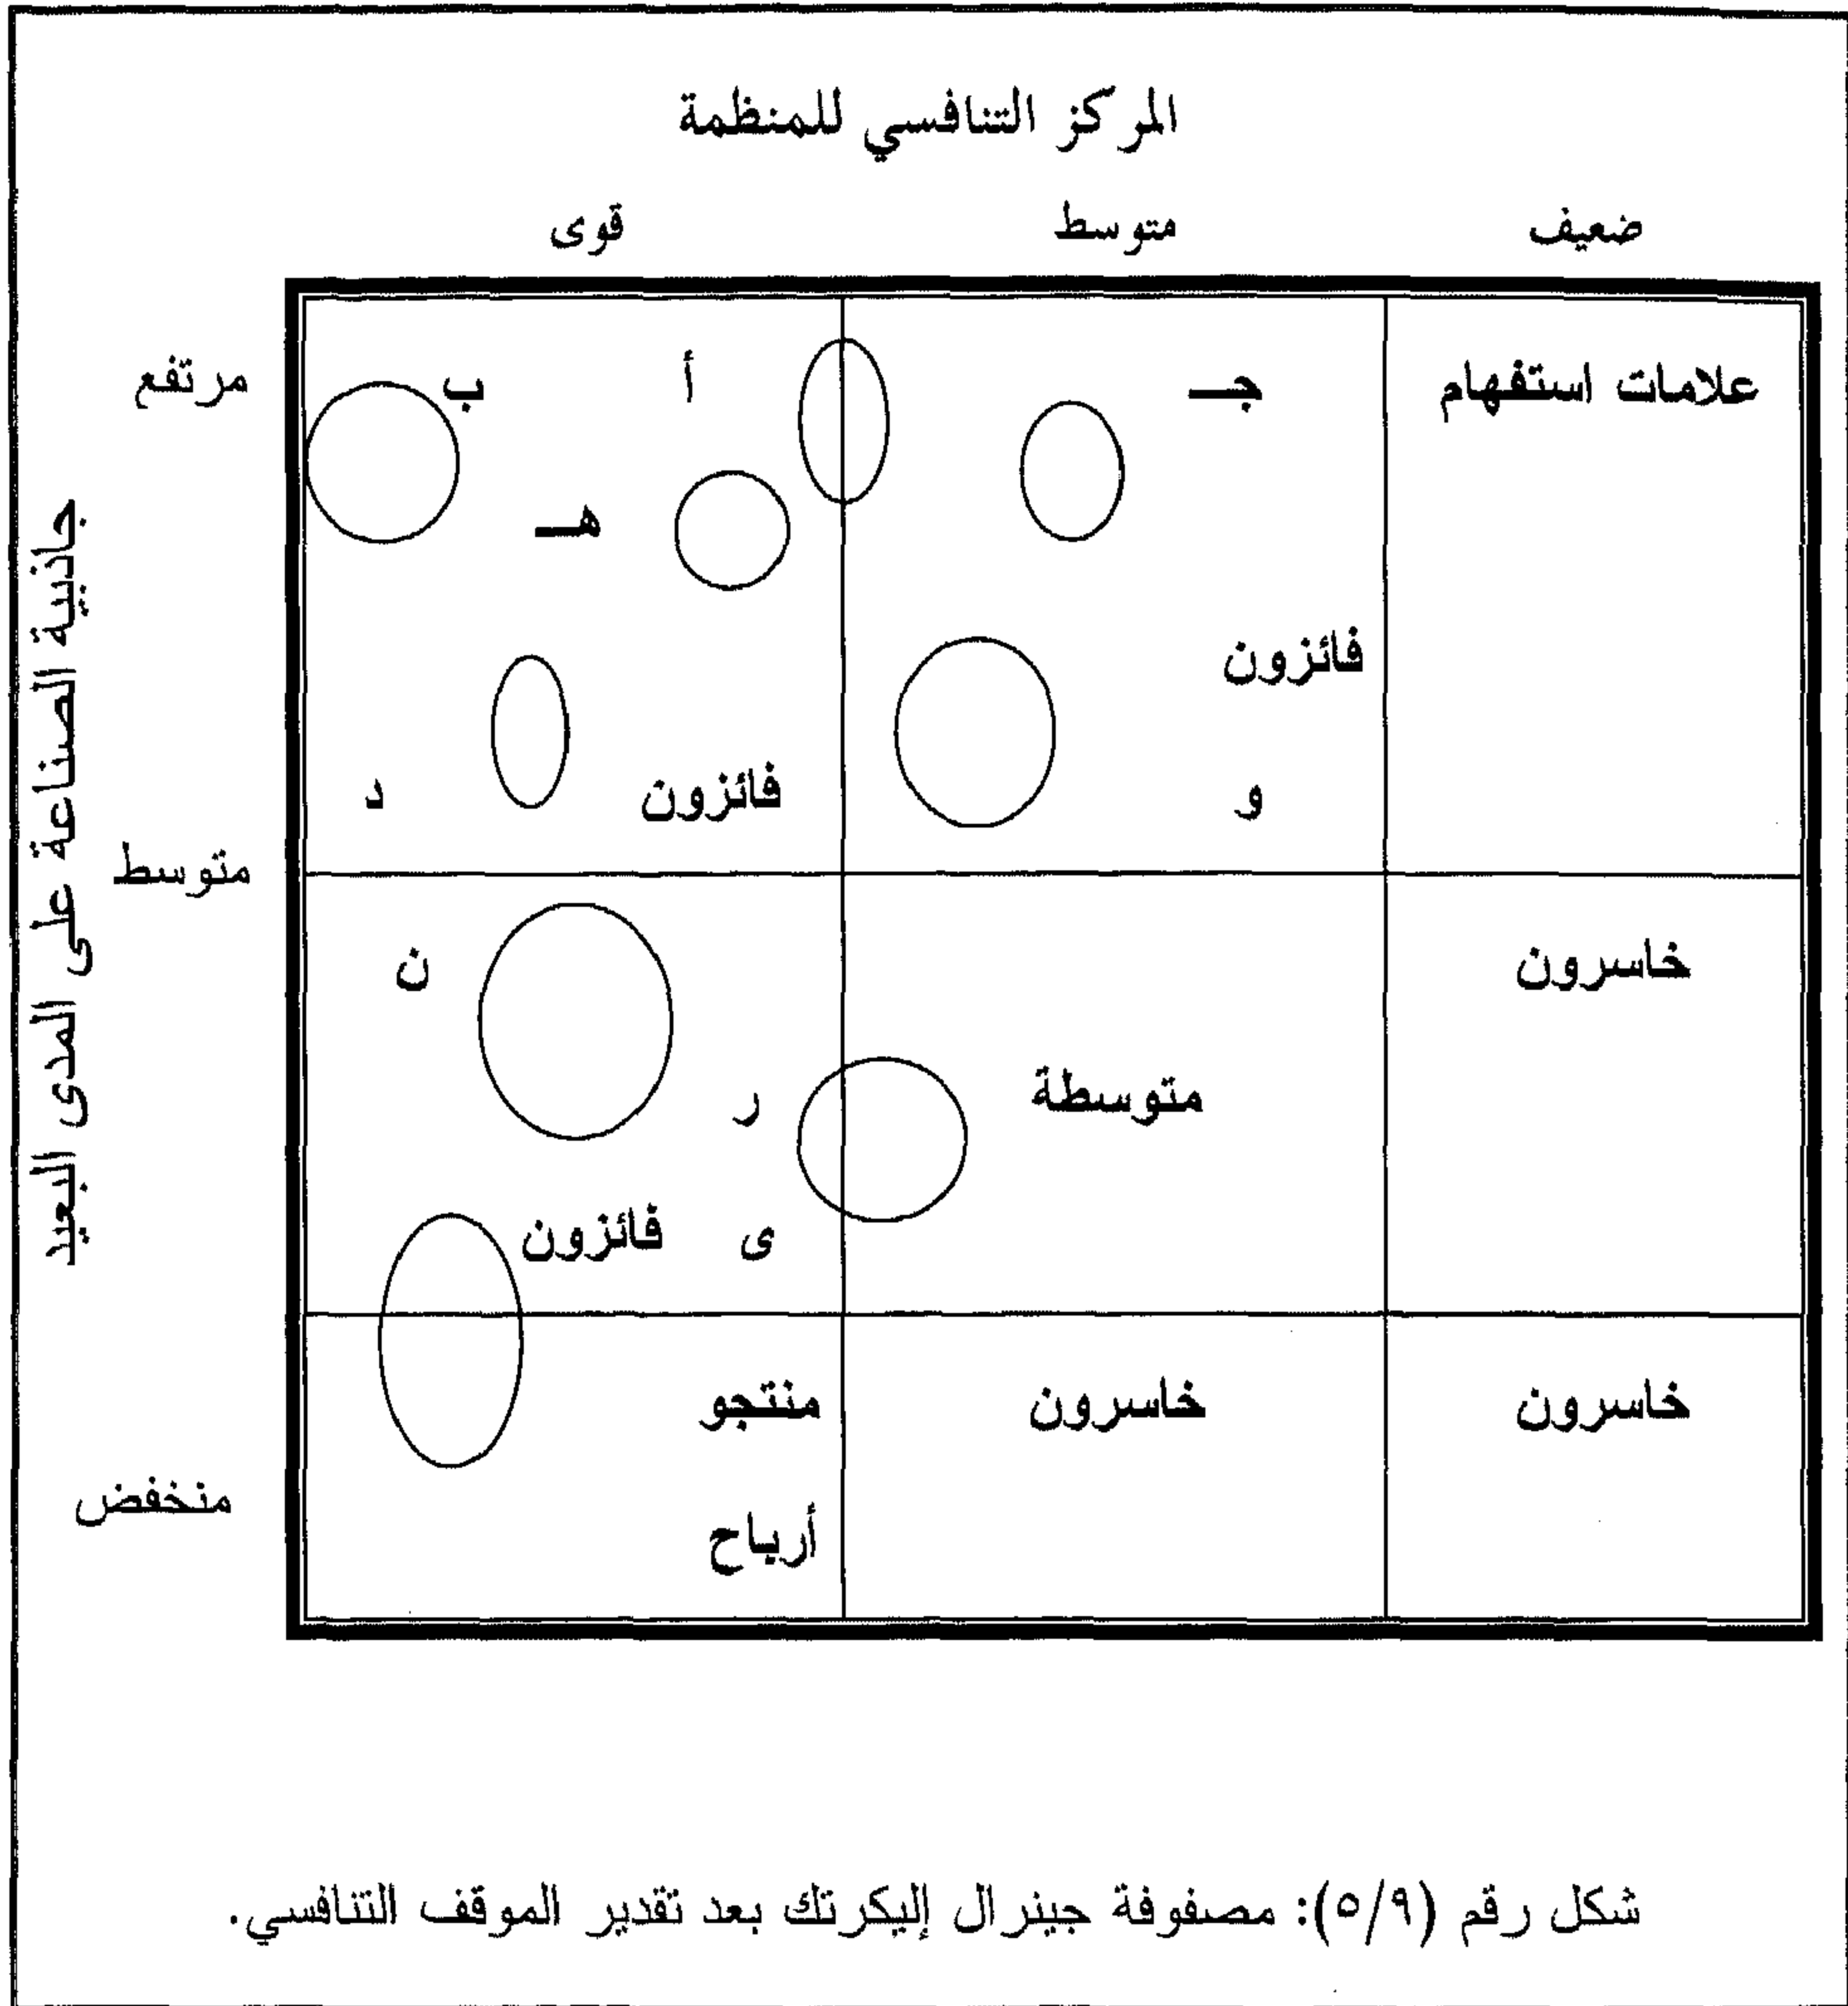 المركز التنافسي للمنظمة
ضعيف
متوسط
قوى
جاذبية الصناعة على المدى البعيد
مرتفع
علامات استفهام
جـ
أ
ب
هـ
فائزون
فائزون
و
د
متوسط
خاسرون
ن
متوسطة
ر
ى
فائزون
خاسرون
خاسرون
منتجو
أرباح
منخفض
شكل رقم (٥/٩): مصفوفة جينرال إليكرتك بعد تقدير الموقف التنافسي.